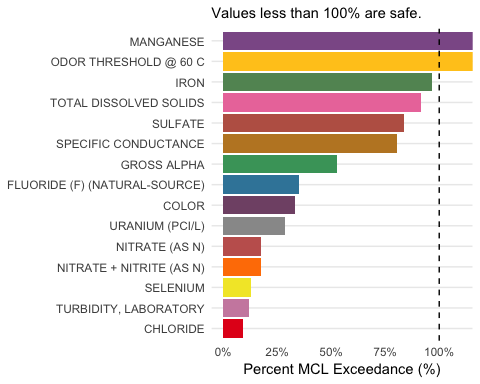 Values less than 100% are safe.
MANGANESE
ODOR THRESHOLD @ 60 C
IRON
TOTAL DISSOLVED SOLIDS
SULFATE
SPECIFIC CONDUCTANCE
GROSS ALPHA
FLUORIDE (F) (NATURAL-SOURCE)
COLOR
URANIUM (PCI/L)
NITRATE (AS N)
NITRATE + NITRITE (AS N)
SELENIUM
TURBIDITY, LABORATORY
CHLORIDE
0% 25% 50% 75% 100%
Percent MCL Exceedance (%)